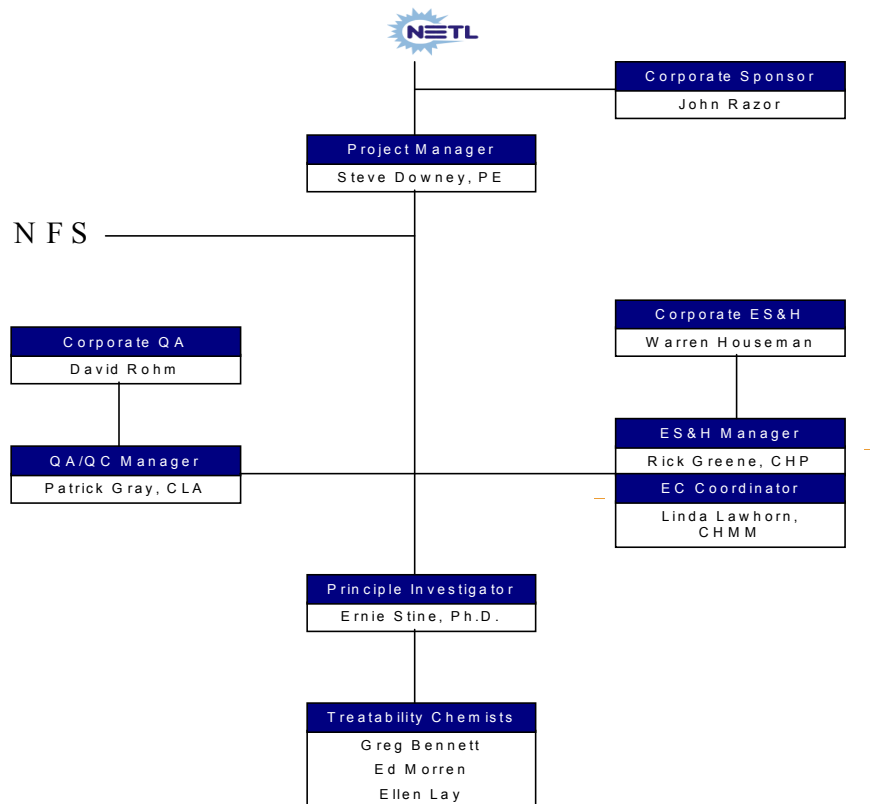 NETL
Corporate Sponsor
John Razor
Project Manager
Steve Downey, PE
NFS
Corporate ES&H
Warren Houseman
Corporate QA
David Rohm
ES&H Manager
Rick Greene, CHP
QA/QC Manager
Patrick Gray, CLA
EC Coordinator
Linda Lawhorn,
CHMM
Principle Investigator
Ernie Stine, Ph.D.
Treatability Chemists
Greg Bennett
Ed Morren
Ellen Lay